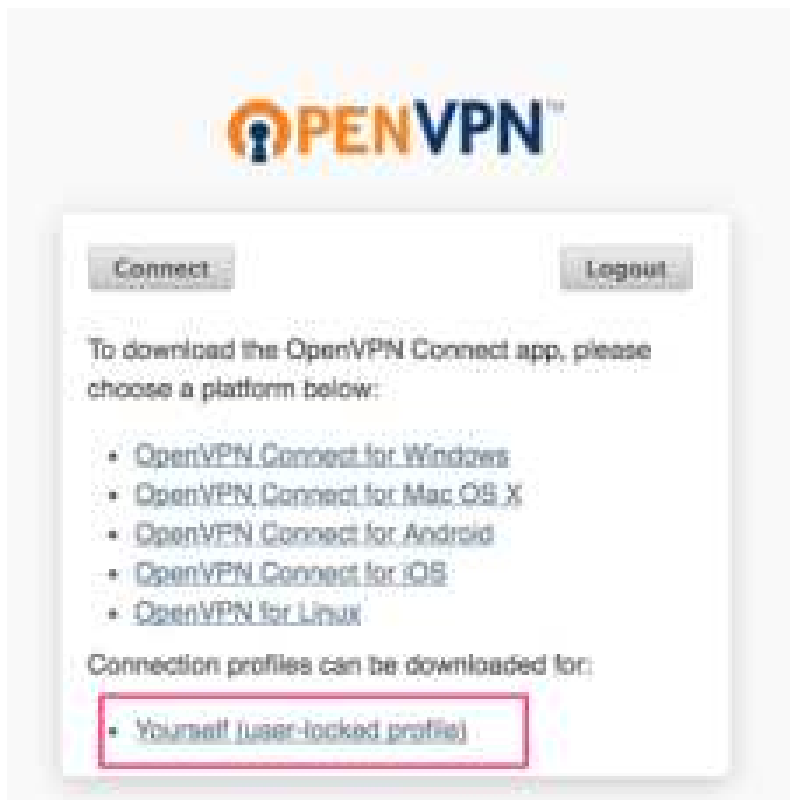 OPENVPN™
Connect
Logout
To download the OpenVPN Connect app, please
choose a platform below:
• OpenVPN Connect for Windows
• OpenVPN Connect for Mac OS X
• OpenVPN Connect for Android
• OpenVPN Connect for iOS
• OpenVPN for Linux
Connection profiles can be downloaded for:
• Yourself (user-locked profile)